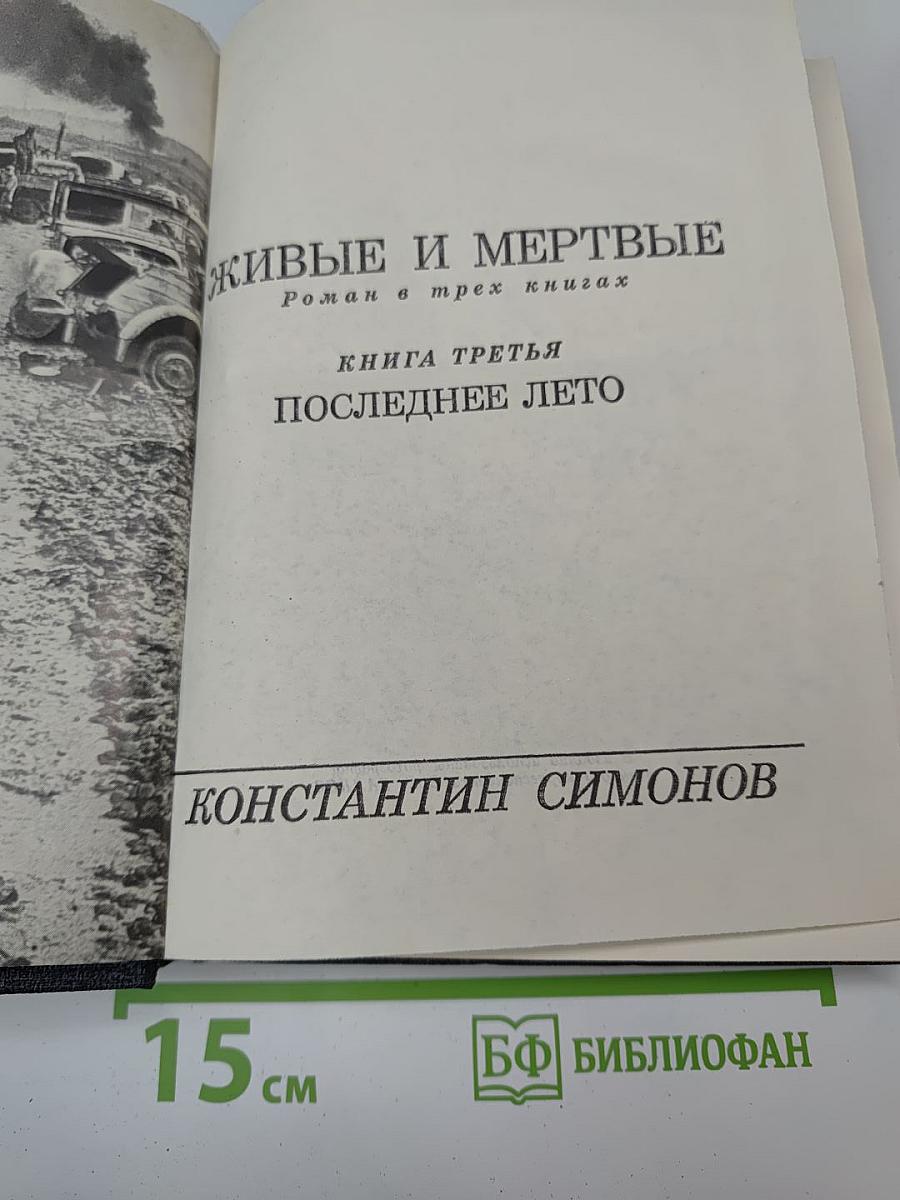 ЖИВЫЕ И МЕРТВЫЕ
Роман в трех книгах
КНИГА ТРЕТЬЯ
ПОСЛЕДНЕЕ ЛЕТО
КОНСТАНТИН СИМОНОВ
15 см
БФ БИБЛИОФАН